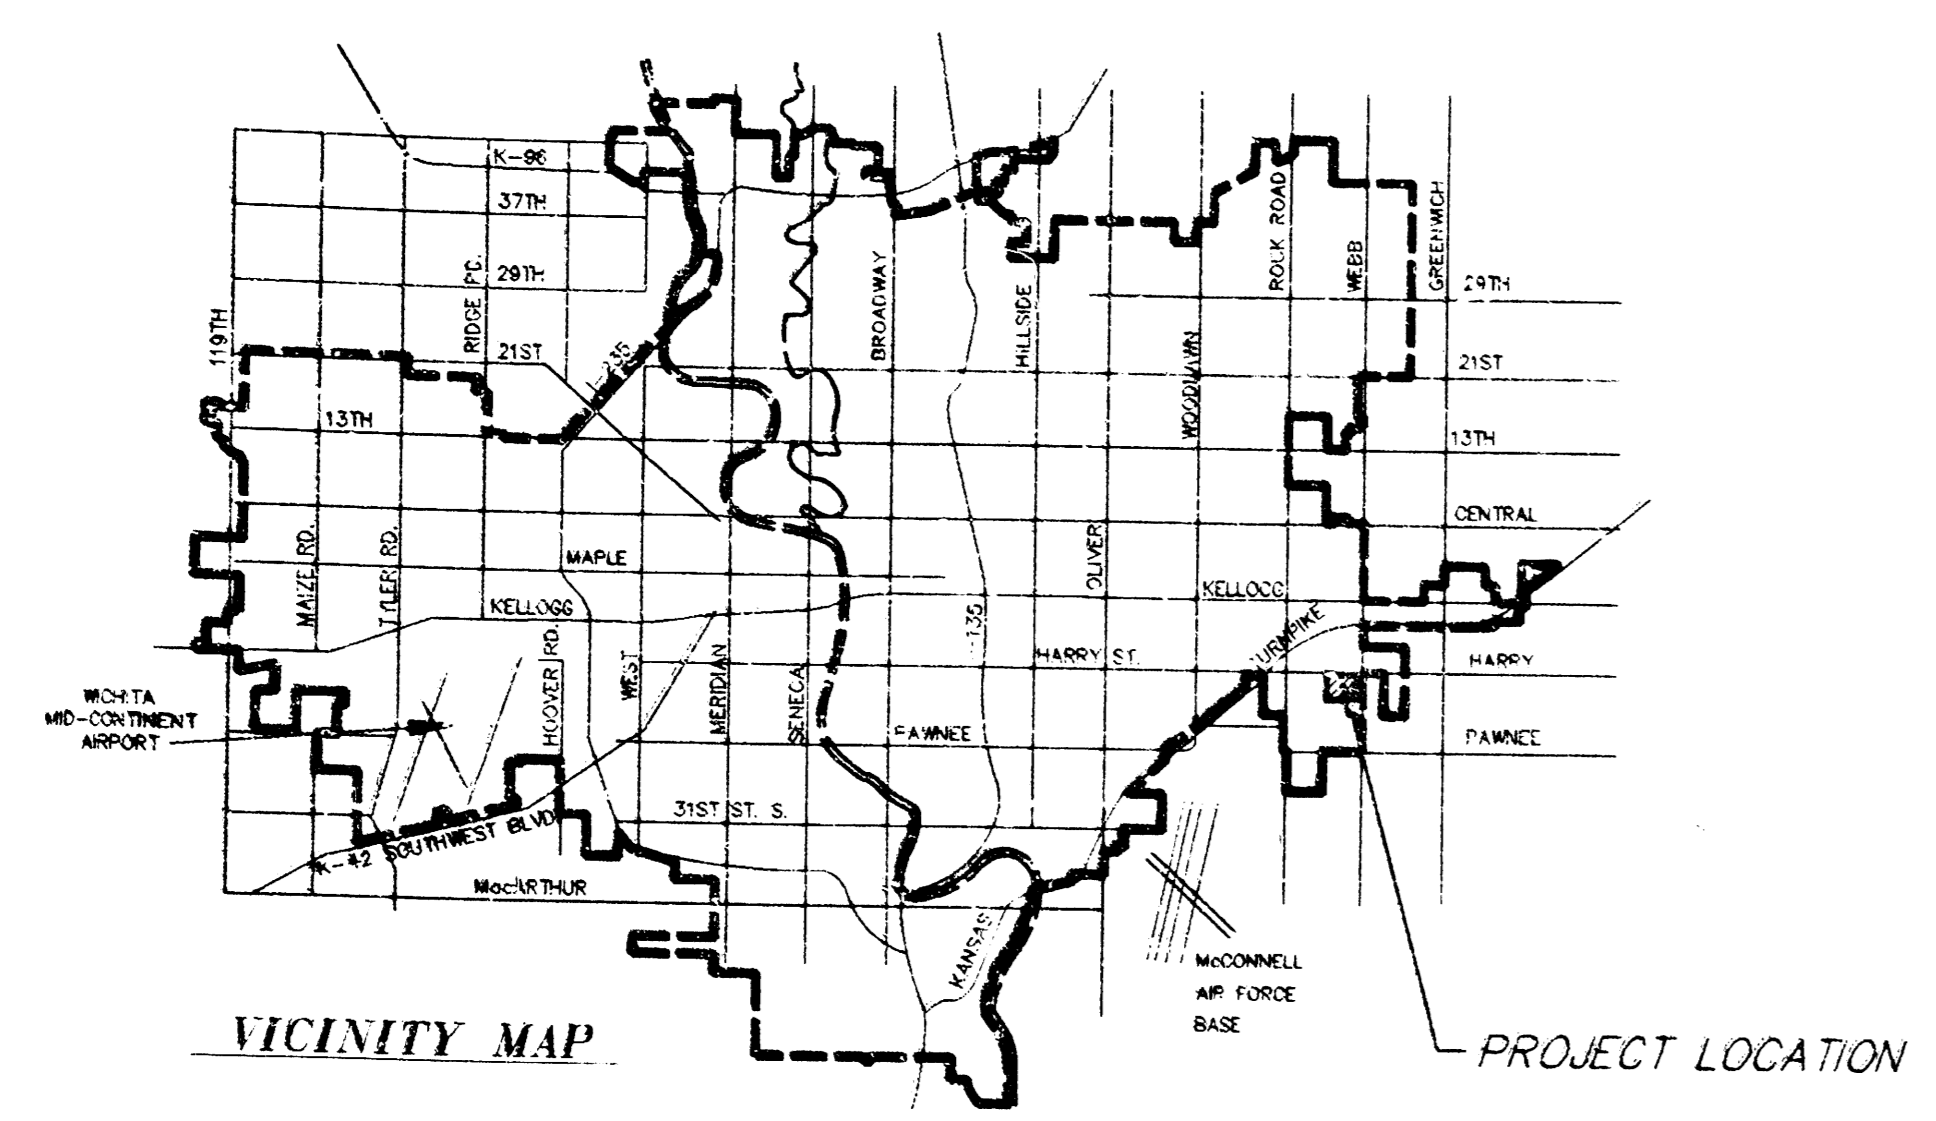 K-96
37TH
29TH
RIDGE RD.
119TH
21ST
235
13TH
BROADWAY
HILLSIDE
WOODLAWN
ROCK ROAD
WEBB
GREENWICH
29TH
21ST
13TH
CENTRAL
MAIZE RD.
TYLER RD.
MAPLE
KELLOGG
HOOVER RD.
WEST
MERIDIAN
SENECA
I-135
OLIVER
KELLOGG
TURNPIKE
HARRY ST.
HARRY
WICHITA
MID-CONTINENT
AIRPORT
PAWNEE
PAWNEE
31ST ST. S.
K-42 SOUTHWEST BLVD
MacARTHUR
KANSAS
McCONNELL
AIR FORCE
BASE
VICINITY MAP
PROJECT LOCATION